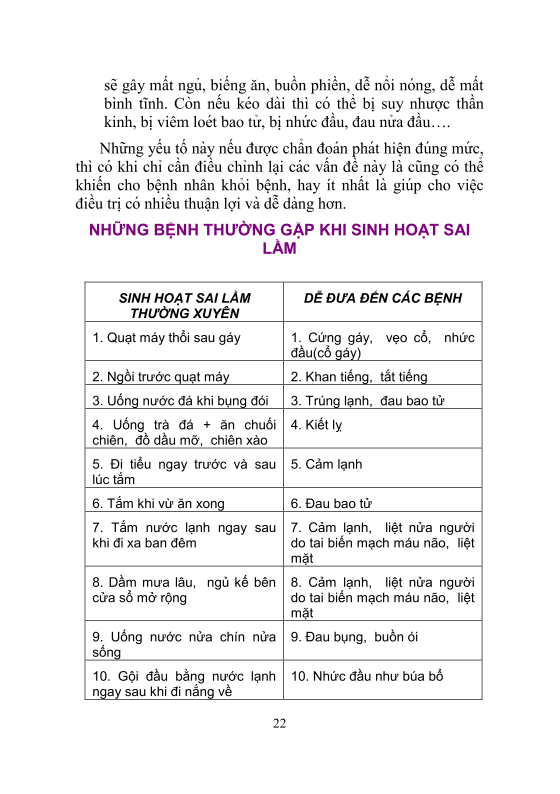 sẽ gây mất ngủ, biếng ăn, buồn phiền, dễ nổi nóng, dễ mất
bình tĩnh. Còn nếu kéo dài thì có thể bị suy nhược thần
kinh, bị viêm loét bao tử, bị nhức đầu, đau nửa đầu….
Những yếu tố này nếu được chẩn đoán phát hiện đúng mức,
thì có khi chỉ cần điều chỉnh lại các vấn đề này là cũng có thể
khiến cho bệnh nhân khỏi bệnh, hay ít nhất là giúp cho việc
điều trị có nhiều thuận lợi và dễ dàng hơn.
NHỮNG BỆNH THƯỜNG GẶP KHI SINH HOẠT SAI
LẦM
SINH HOẠT SAI LẦM
THƯỜNG XUYÊN
DỄ ĐƯA ĐẾN CÁC BỆNH
1. Quạt máy thổi sau gáy
1. Cứng gáy, vẹo cổ, nhức
đầu(cổ gáy)
2. Ngồi trước quạt máy
2. Khan tiếng, tắt tiếng
3. Uống nước đá khi bụng đói
3. Trúng lạnh, đau bao tử
4. Uống trà đá + ăn chuối
chiên, đồ dầu mỡ, chiên xào
4. Kiết lỵ
5. Đi tiểu ngay trước và sau
lúc tắm
5. Cảm lạnh
6. Tắm khi vừ ăn xong
6. Đau bao tử
7. Tắm nước lạnh ngay sau
khi đi xa ban đêm
7. Cảm lạnh, liệt nửa người
do tai biến mạch máu não, liệt
mặt
8. Dầm mưa lâu, ngủ kế bên
cửa sổ mở rộng
8. Cảm lạnh, liệt nửa người
do tai biến mạch máu não, liệt
mặt
9. Uống nước nửa chín nửa
sống
9. Đau bụng, buồn ói
10. Gội đầu bằng nước lạnh
ngay sau khi đi nắng về
10. Nhức đầu như búa bổ
22